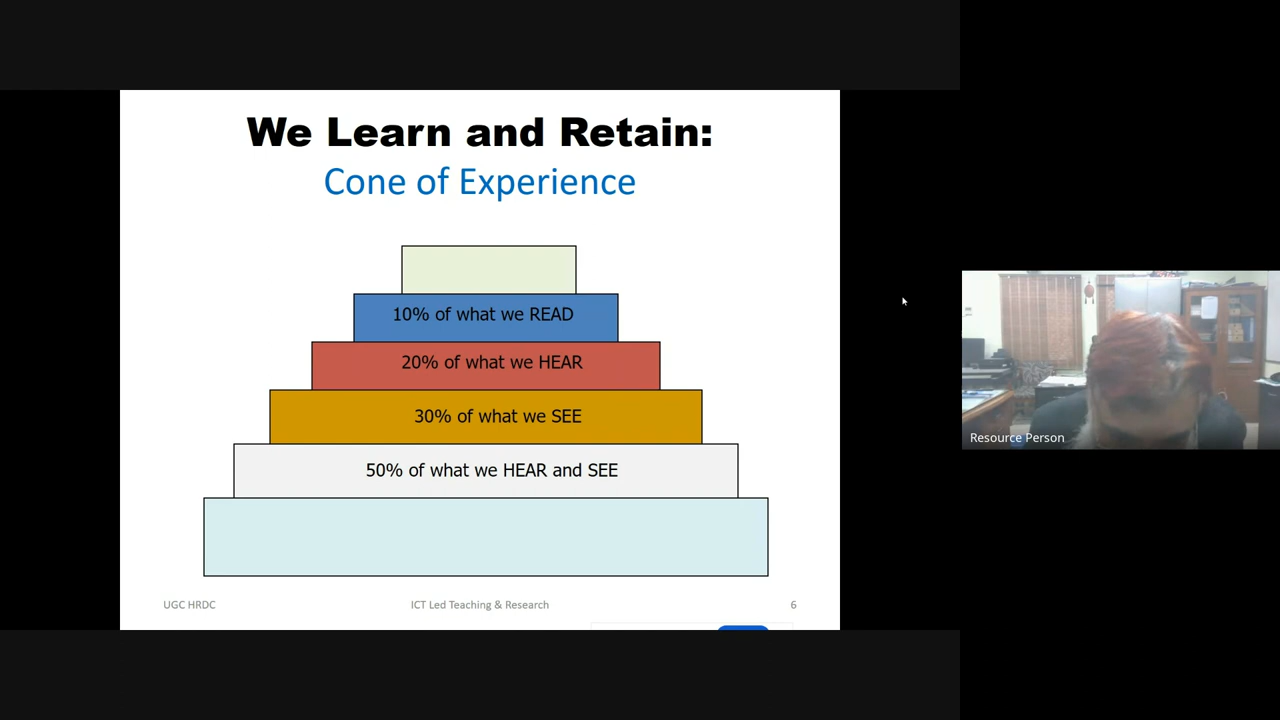 We Learn and Retain:
Cone of Experience
10% of what we READ
20% of what we HEAR
30% of what we SEE
50% of what we HEAR and SEE
UGC HRDC
ICT Led Teaching & Research
6
Resource Person